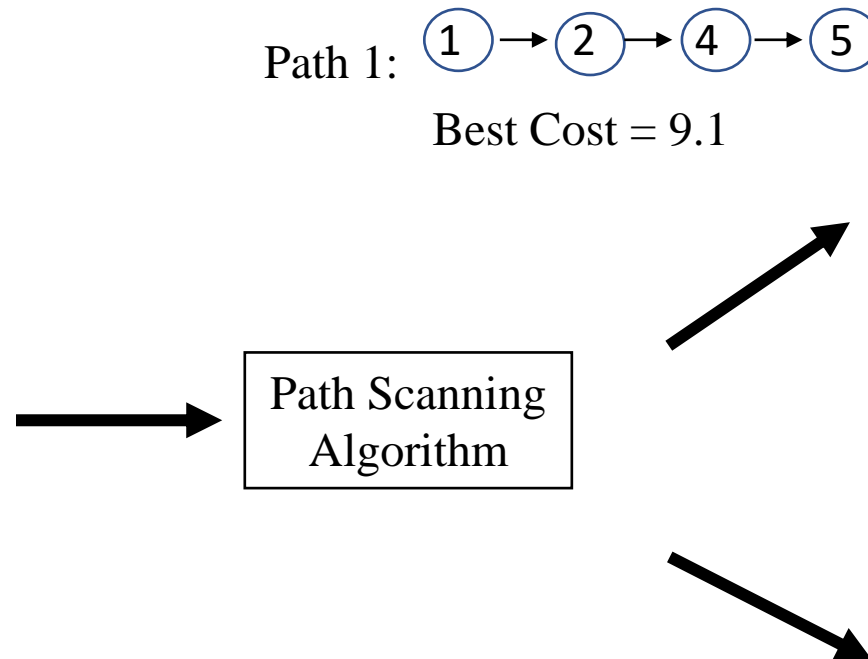 Path 1: 1 2 4 5
Best Cost = 9.1
Path Scanning
Algorithm